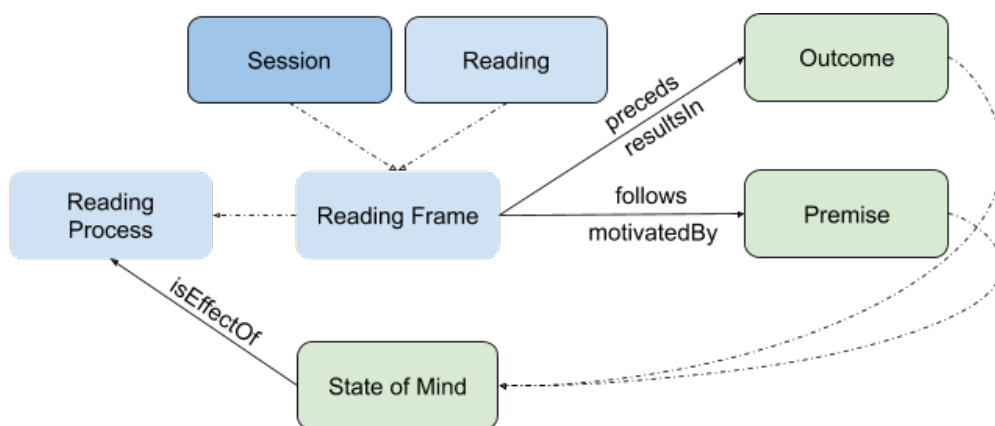 Session
Reading
Outcome
preceds
resultsIn
Reading
Process
Reading Frame
follows
motivatedBy
Premise
isEffectOf
State of Mind